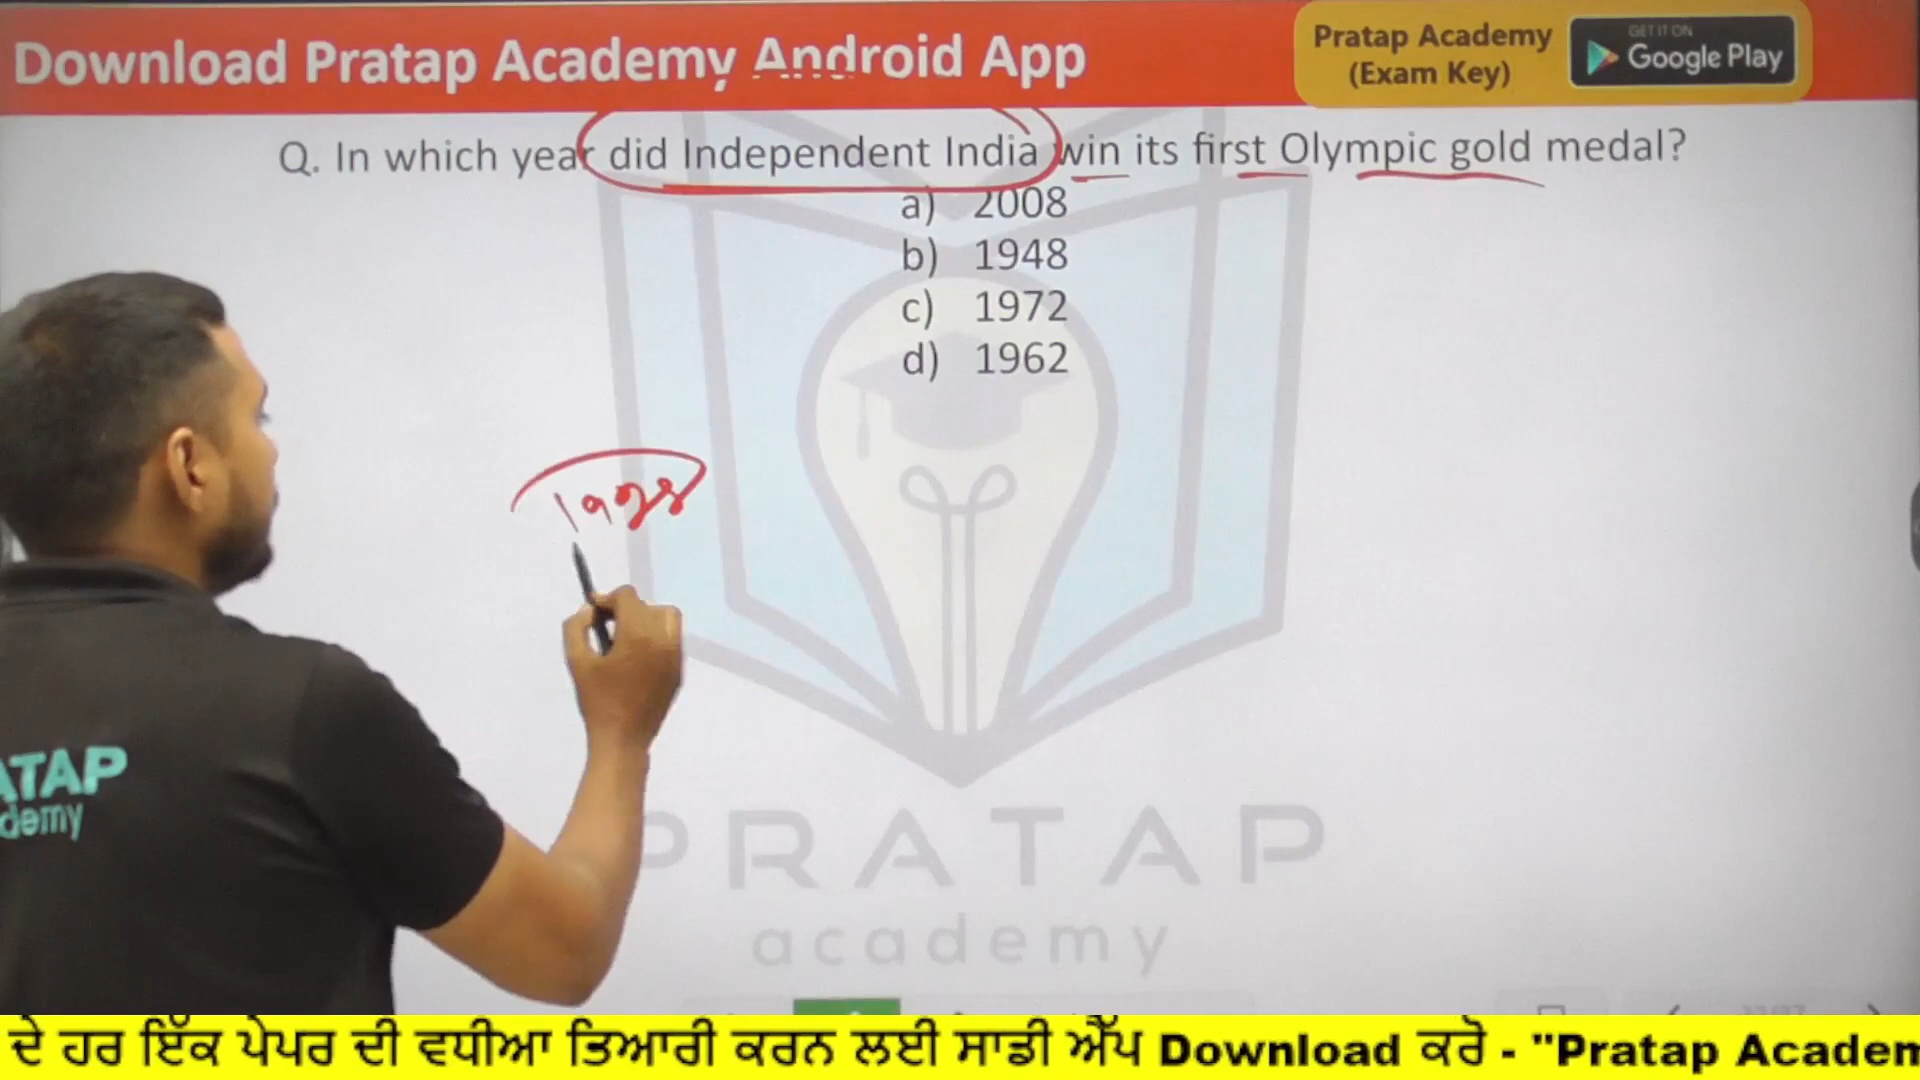 Download Pratap Academy Android App
Pratap Academy
(Exam Key)
GET IT ON
Google Play
Q. In which year did Independent India win its first Olympic gold medal?
a) 2008
b) 1948
c) 1972
d) 1962
1928
ATAP
demy
PRATAP
academy
ਦੇ ਹਰ ਇੱਕ ਪੇਪਰ ਦੀ ਵਧੀਆ ਤਿਆਰੀ ਕਰਨ ਲਈ ਸਾਡੀ ਐੱਪ Download ਕਰੋ - "Pratap Academ